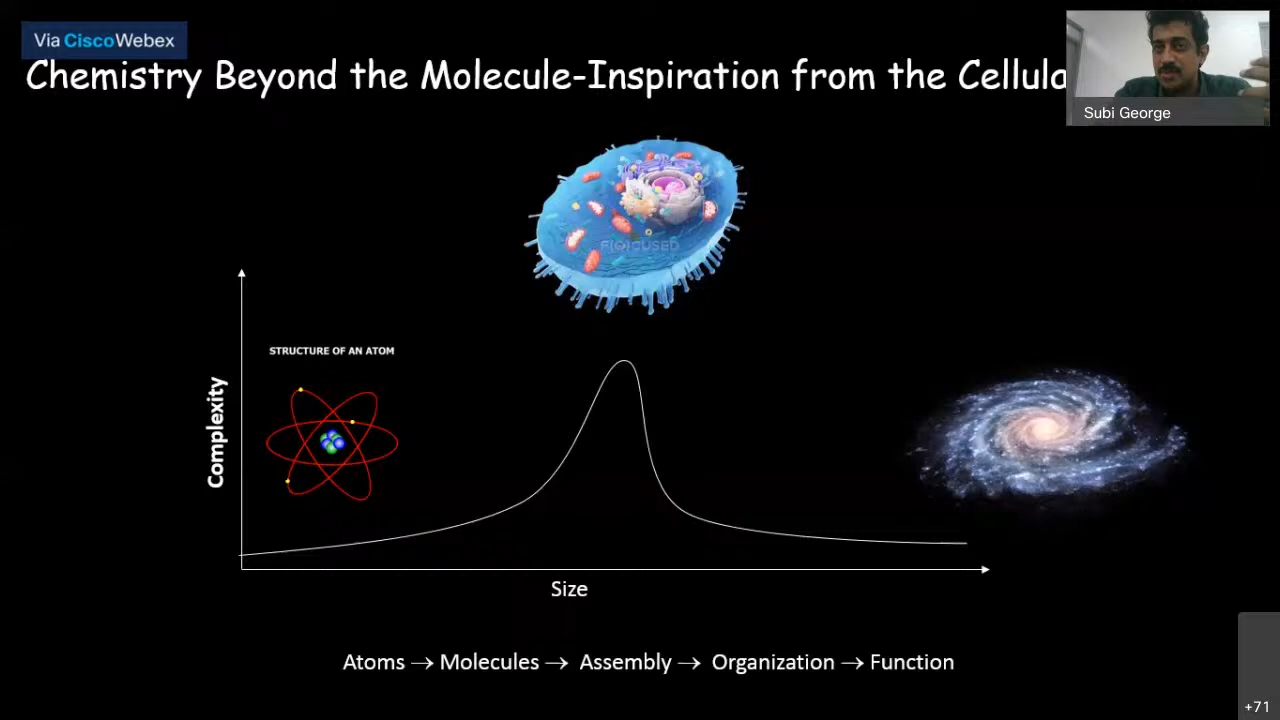 Via CiscoWebex
Chemistry Beyond the Molecule-Inspiration from the Cellula
Subi George
STRUCTURE OF AN ATOM
Complexity
Size
Atoms → Molecules → Assembly → Organization → Function
+71